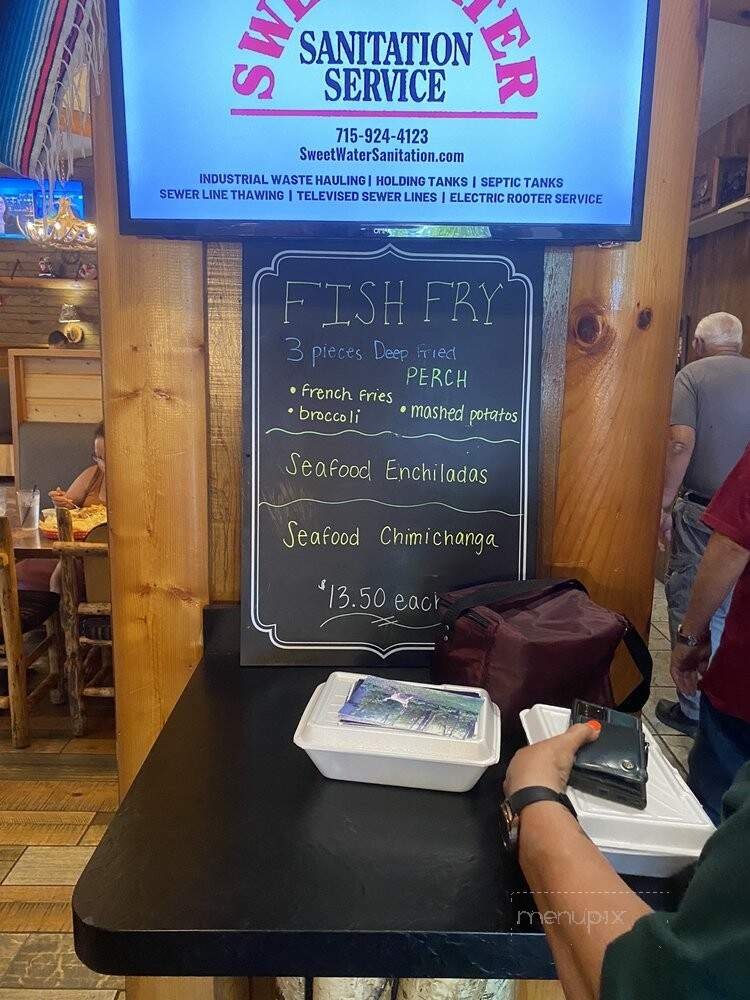 SWEETWATER
SANITATION
SERVICE
715-924-4123
SweetWaterSanitation.com
INDUSTRIAL WASTE HAULING | HOLDING TANKS | SEPTIC TANKS
SEWER LINE THAWING | TELEVISED SEWER LINES | ELECTRIC ROOTER SERVICE
FISH FRY
3 pieces Deep Fried
PERCH
• french fries
• broccoli
• mashed potatos
Seafood Enchiladas
Seafood Chimichanga
$13.50 each
menupix